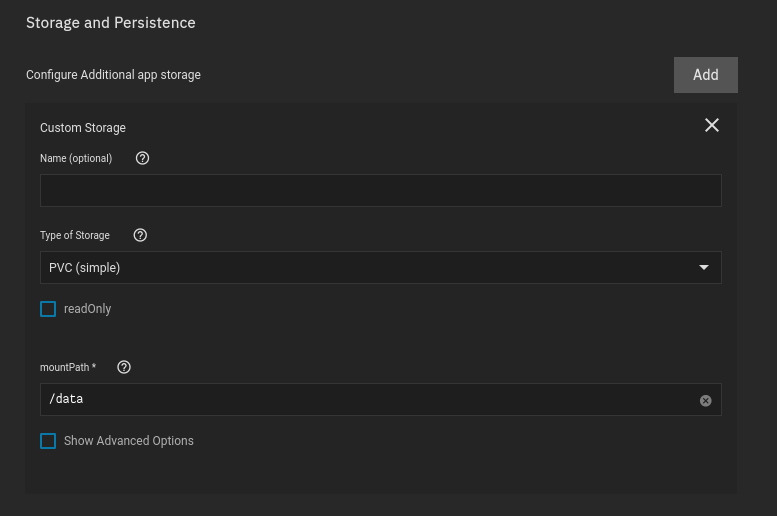 Storage and Persistence
Configure Additional app storage
Add
Custom Storage
Name (optional)
Type of Storage
PVC (simple)
readOnly
mountPath *
/data
Show Advanced Options